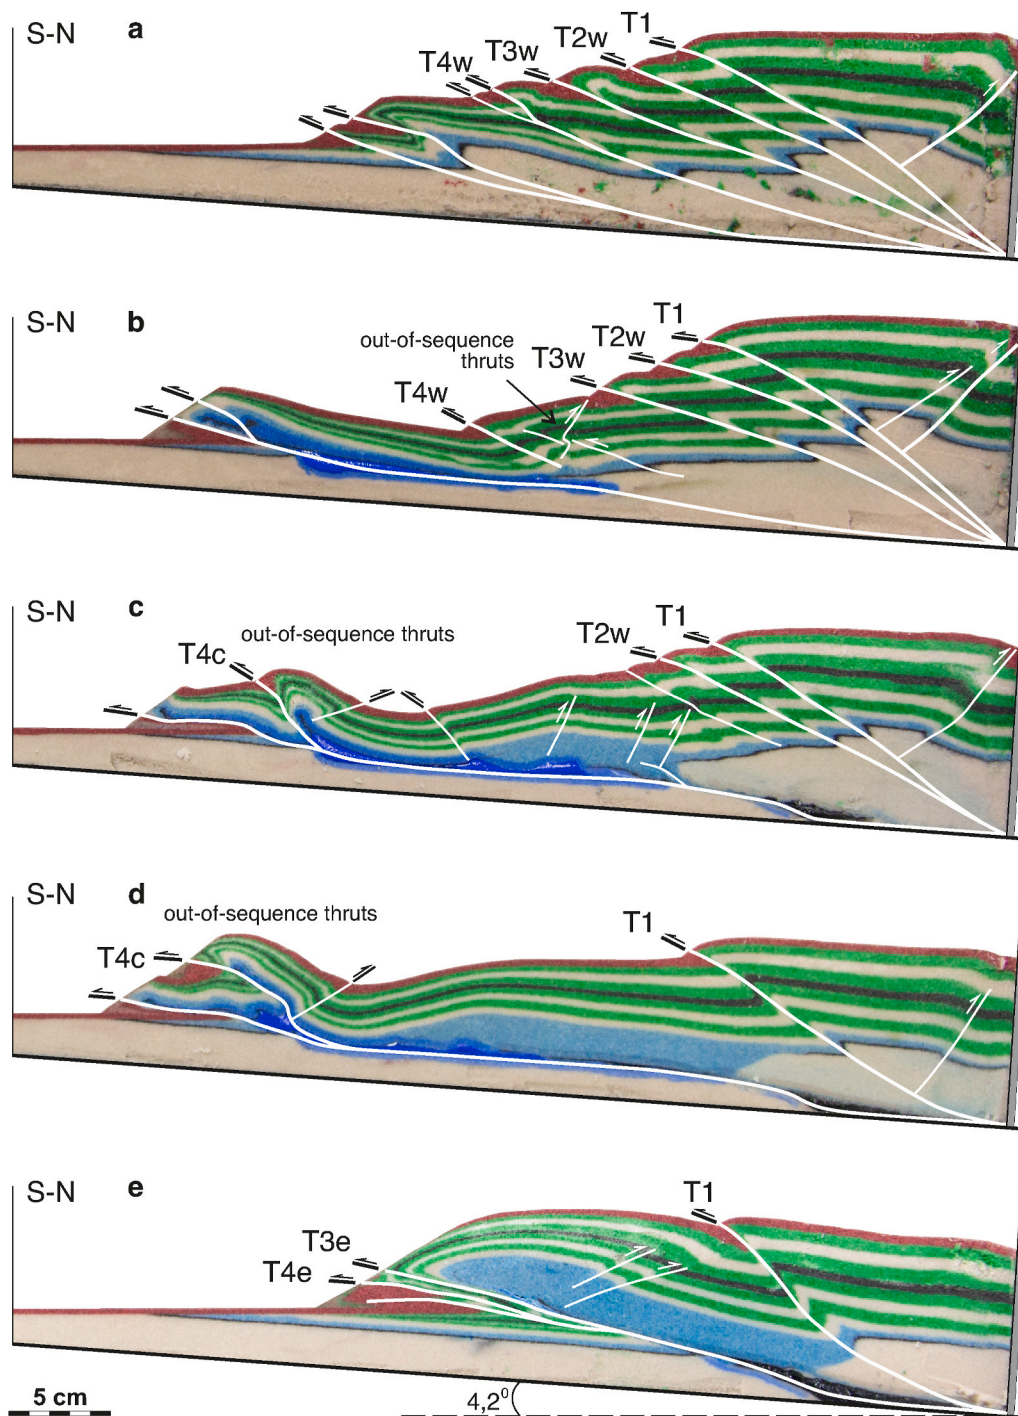 S-N a
T1
T2w
T3w
T4w
S-N b
T1
out-of-sequence
thruts
T2w
T3w
T4w
S-N c
T1
out-of-sequence thruts
T2w
T4c
S-N d
out-of-sequence thruts
T1
T4c
S-N e
T1
T3e
T4e
5 cm
4,2⁰